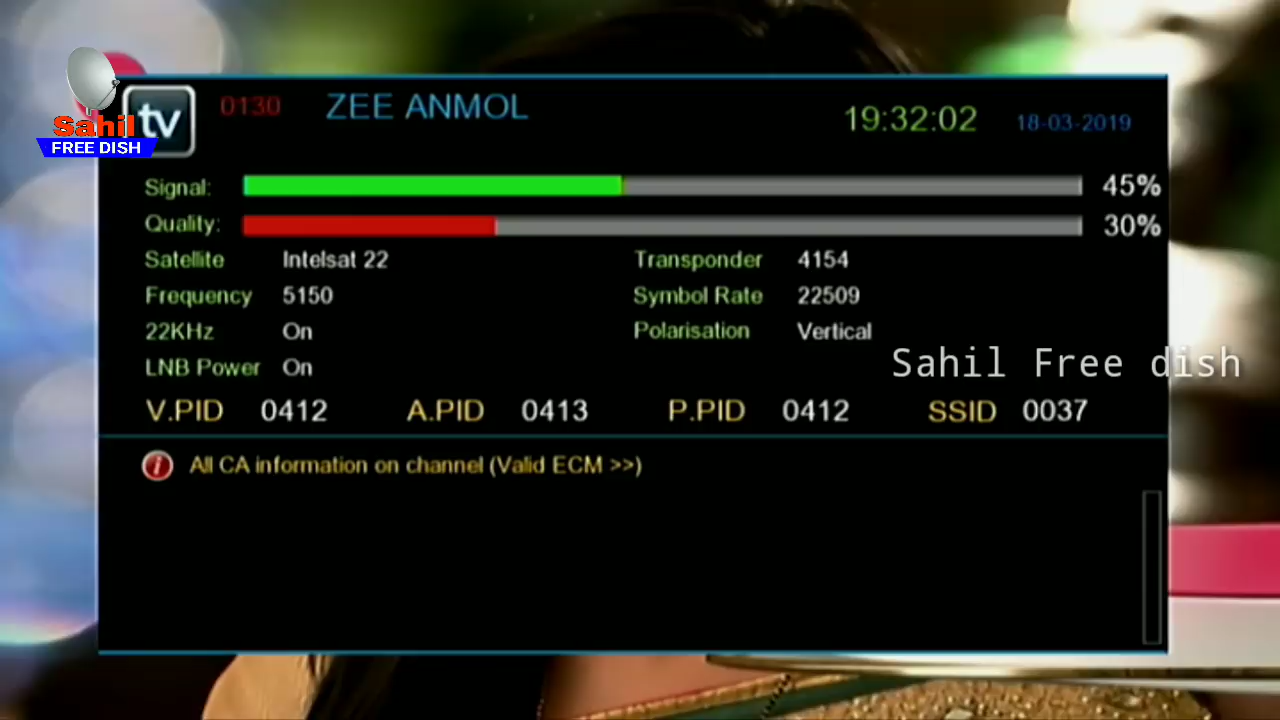 tv 0130 ZEE ANMOL 19:32:02 18-03-2019
Sahil
FREE DISH
Signal: 45%
Quality: 30%
Satellite Intelsat 22 Transponder 4154
Frequency 5150 Symbol Rate 22509
22KHz On Polarisation Vertical
LNB Power On
Sahil Free dish
V.PID 0412 A.PID 0413 P.PID 0412 SSID 0037
i All CA information on channel (Valid ECM >>)